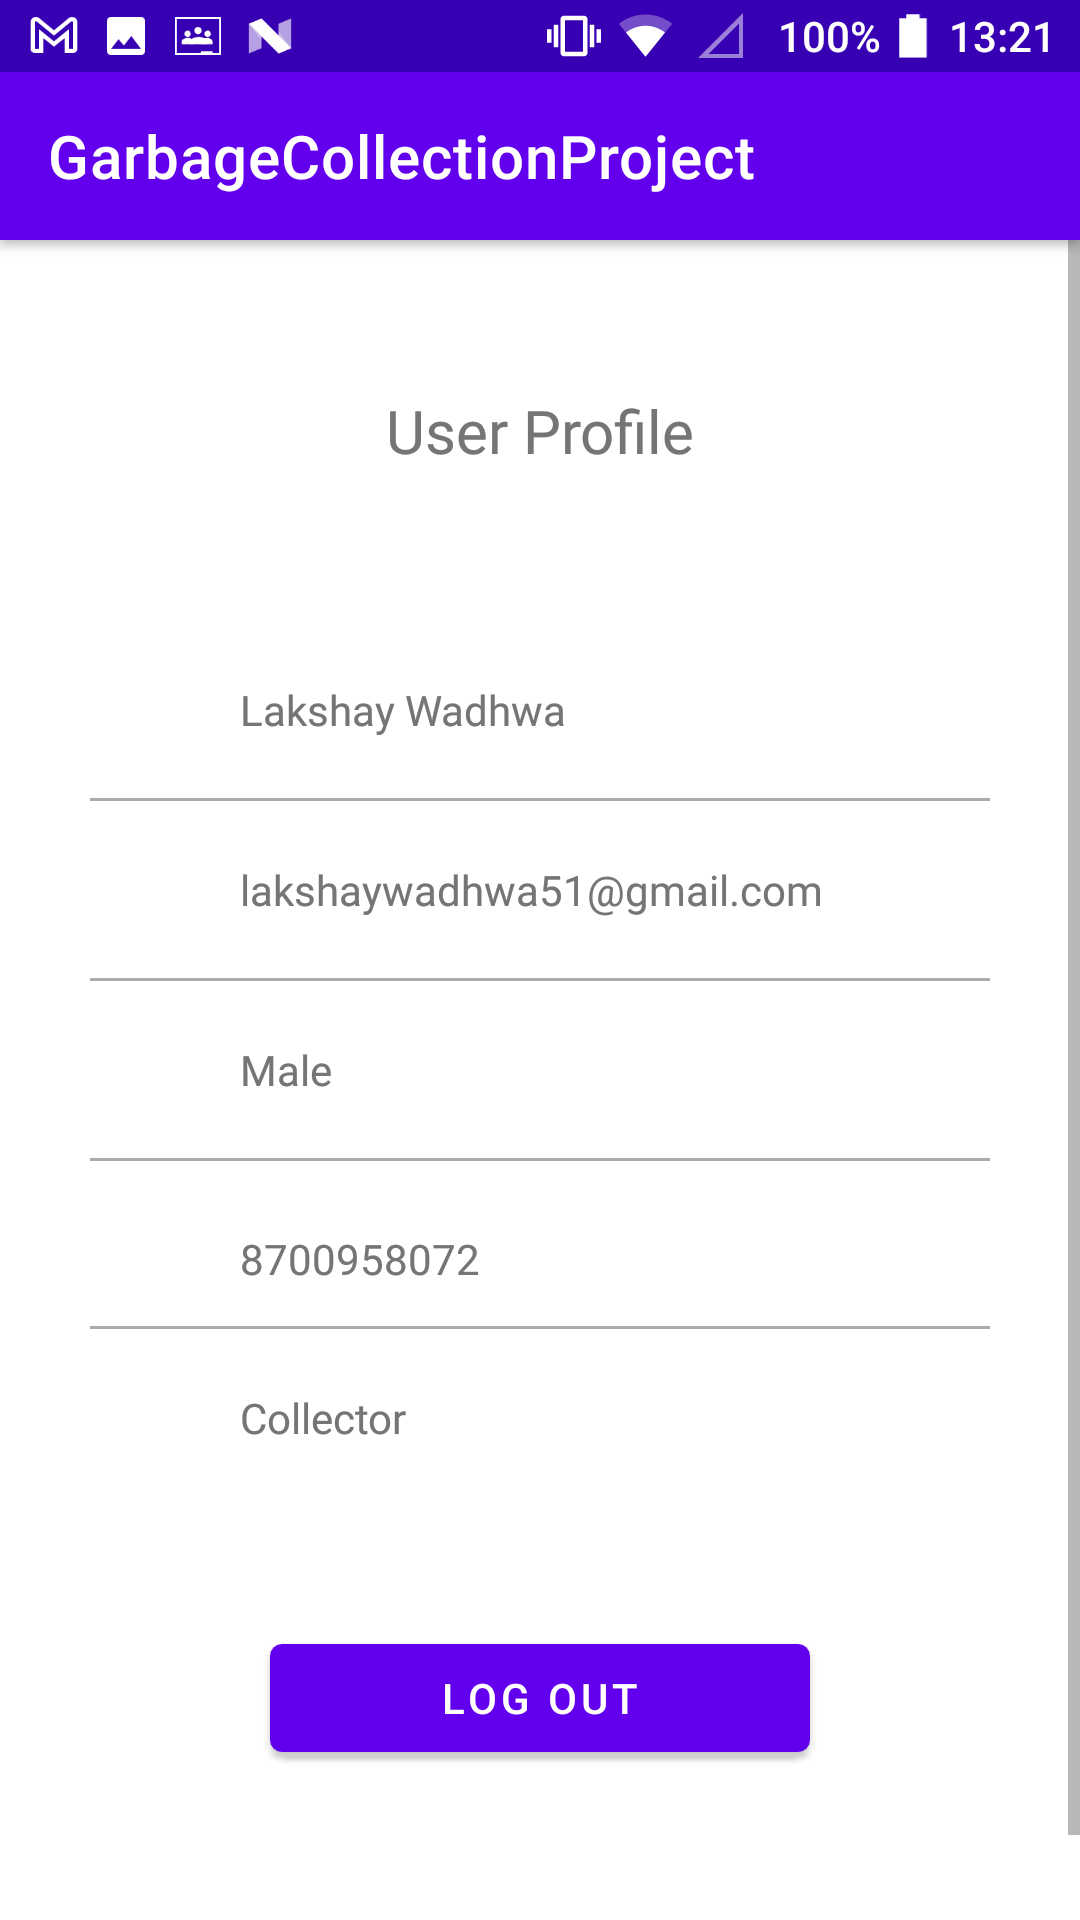 100% 13:21
GarbageCollectionProject
User Profile
Lakshay Wadhwa
lakshaywadhwa51@gmail.com
Male
8700958072
Collector
LOG OUT